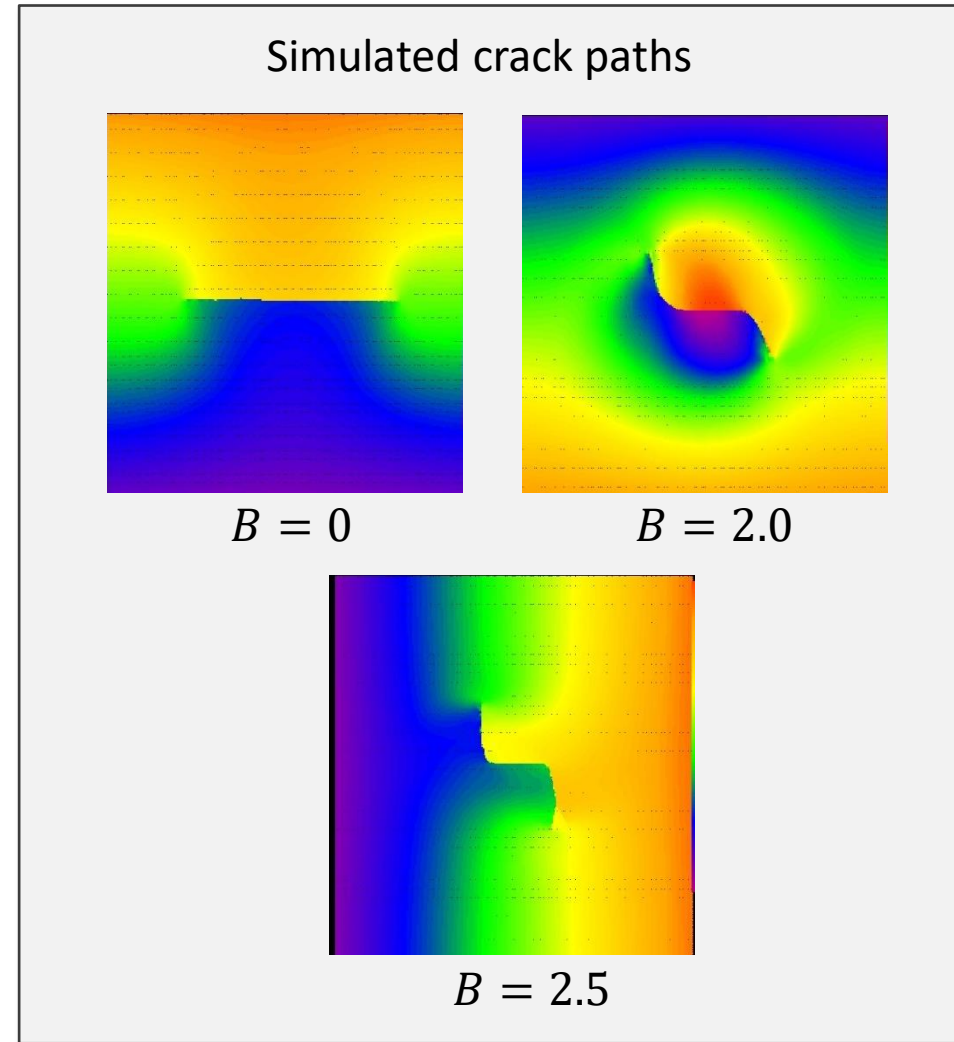 Simulated crack paths
B = 0
B = 2.0
B = 2.5